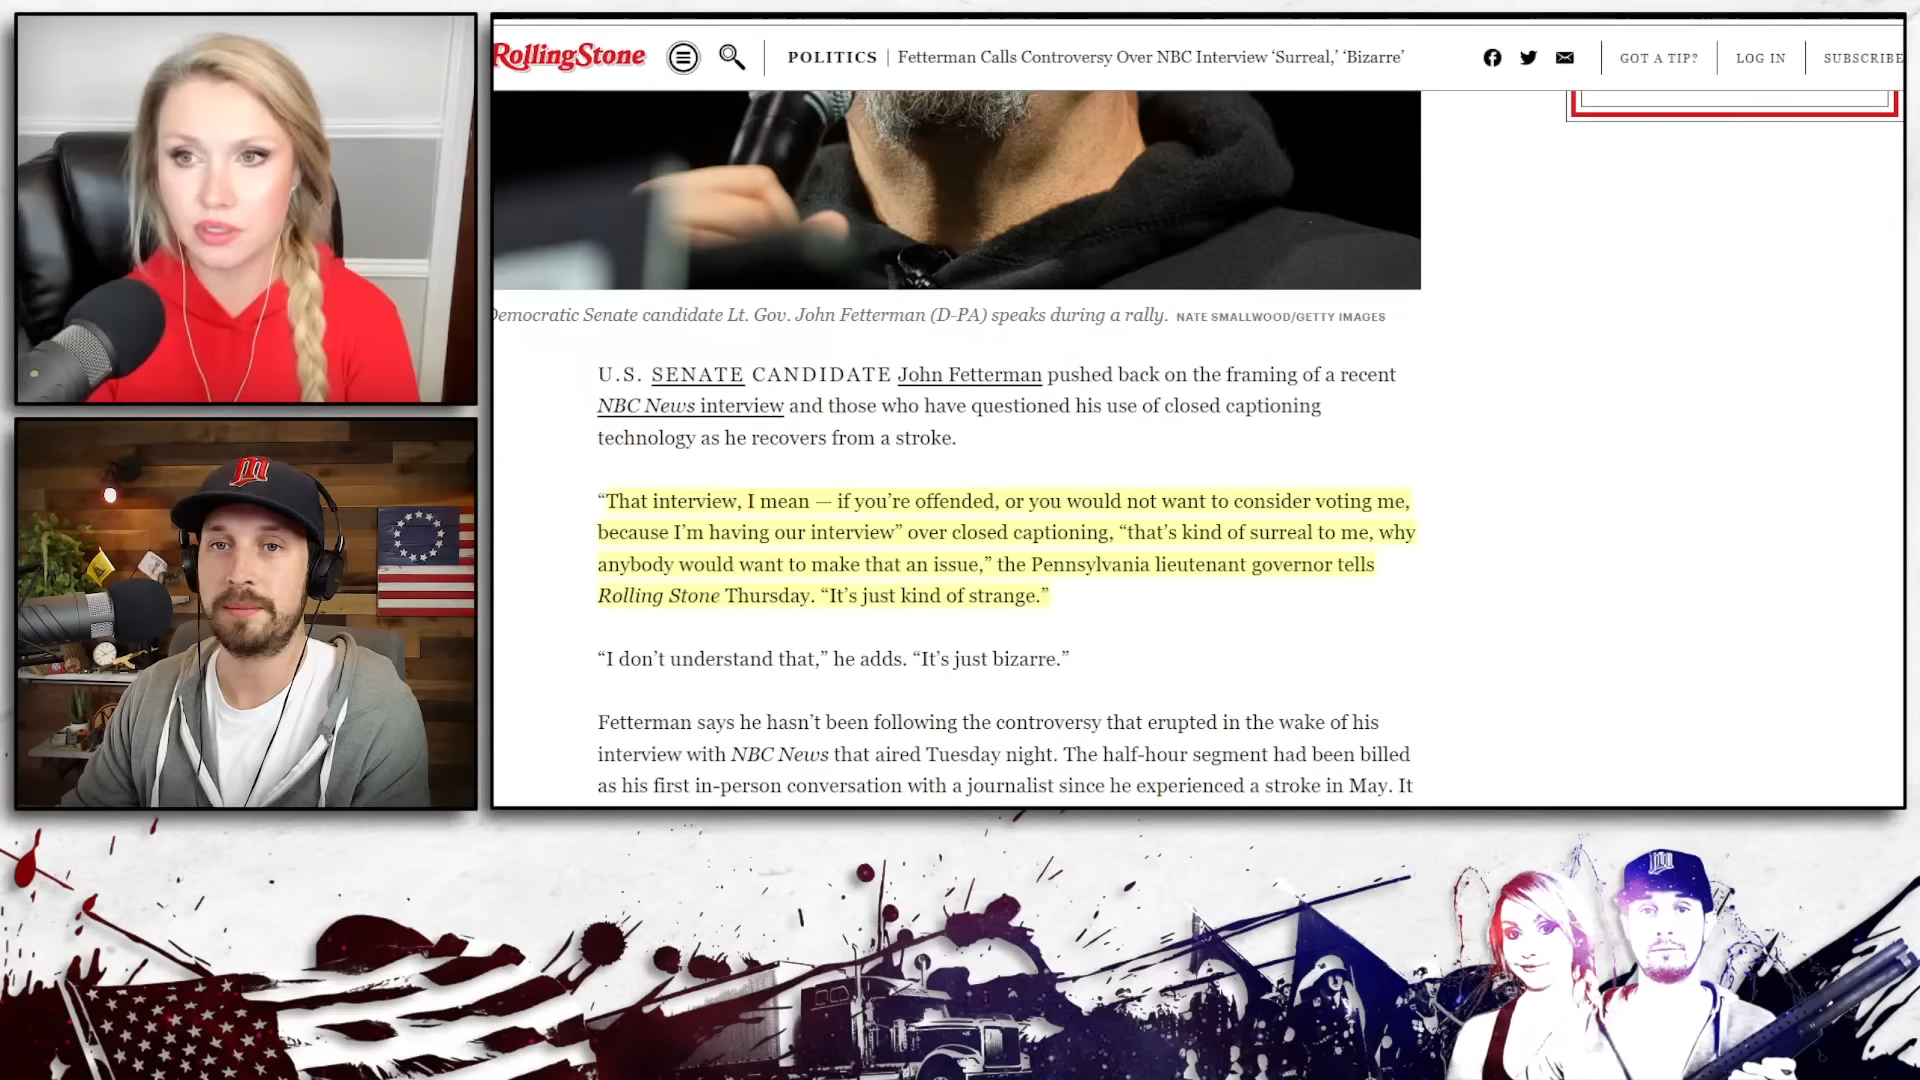 RollingStone
POLITICS | Fetterman Calls Controversy Over NBC Interview ‘Surreal,’ ‘Bizarre’
GOT A TIP?
LOG IN
SUBSCRIBE
Democratic Senate candidate Lt. Gov. John Fetterman (D-PA) speaks during a rally. NATE SMALLWOOD/GETTY IMAGES
U.S. SENATE CANDIDATE John Fetterman pushed back on the framing of a recent
NBC News interview and those who have questioned his use of closed captioning
technology as he recovers from a stroke.
“That interview, I mean — if you’re offended, or you would not want to consider voting me,
because I’m having our interview” over closed captioning, “that’s kind of surreal to me, why
anybody would want to make that an issue,” the Pennsylvania lieutenant governor tells
Rolling Stone Thursday. “It’s just kind of strange.”
“I don’t understand that,” he adds. “It’s just bizarre.”
Fetterman says he hasn’t been following the controversy that erupted in the wake of his
interview with NBC News that aired Tuesday night. The half-hour segment had been billed
as his first in-person conversation with a journalist since he experienced a stroke in May. It
m